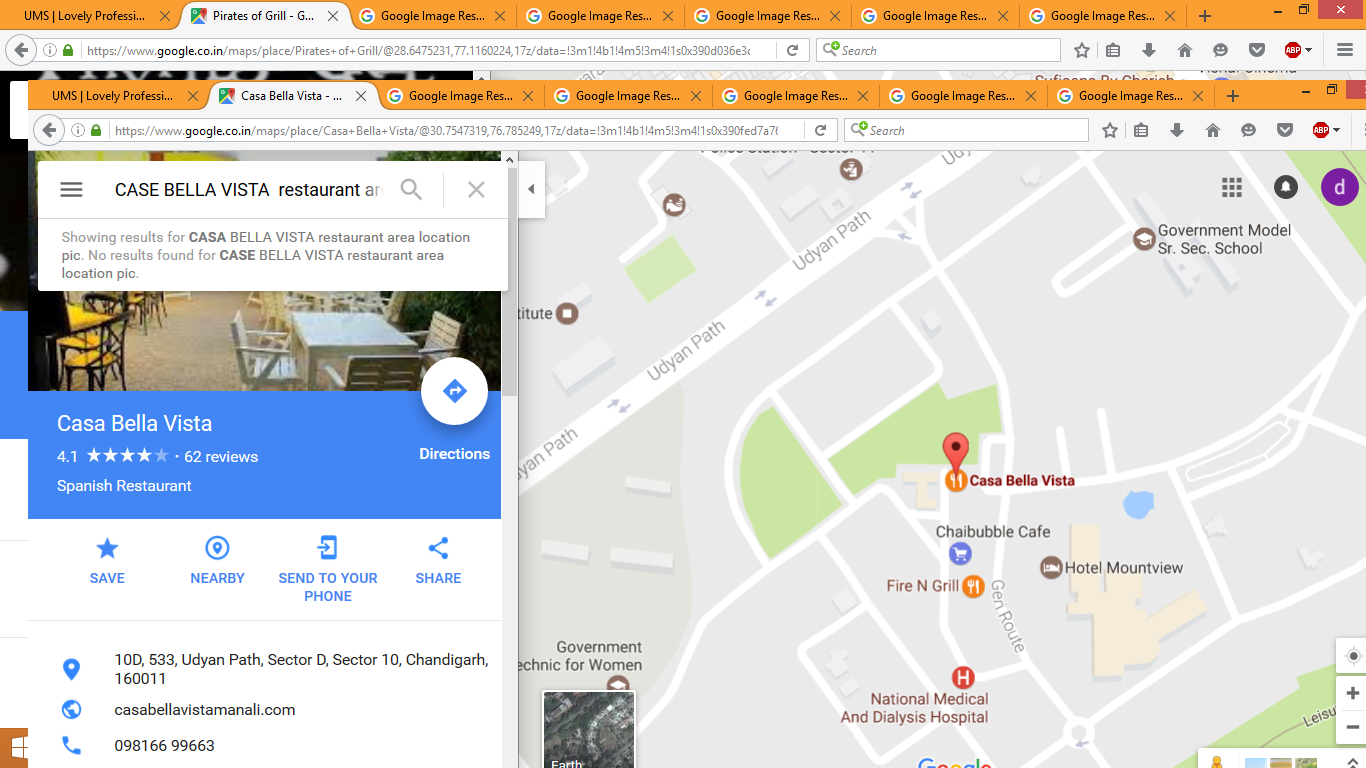 UMS | Lovely Professi...
Pirates of Grill - G...
Google Image Res...
Google Image Res...
Google Image Res...
Google Image Res...
Google Image Res...
https://www.google.co.in/maps/place/Pirates+of+Grill/@28.6475231,77.1160224,17z/data=!3m1!4b1!4m5!3m4!1s0x390d036e3c
Search
ABP
UMS | Lovely Professi...
Casa Bella Vista - ...
Google Image Res...
Google Image Res...
Google Image Res...
Google Image Res...
Google Image Res...
https://www.google.co.in/maps/place/Casa+Bella+Vista/@30.7547319,76.785249,17z/data=!3m1!4b1!4m5!3m4!1s0x390fed7a76
Search
ABP
CASE BELLA VISTA restaurant ar
Showing results for CASA BELLA VISTA restaurant area location
pic. No results found for CASE BELLA VISTA restaurant area
location pic.
Casa Bella Vista
4.1 · 62 reviews
Directions
Spanish Restaurant
SAVE
NEARBY
SEND TO YOUR
PHONE
SHARE
10D, 533, Udyan Path, Sector D, Sector 10, Chandigarh,
160011
casabellavistamanali.com
098166 99663
d
Udyan Path
Government Model
Sr. Sec. School
titute
Udyan Path
dyan Path
Casa Bella Vista
Chaibubble Cafe
Hotel Mountview
Fire N Grill
Geri Route
Government
echnic for Women
H
National Medical
And Dialysis Hospital
Leisu
Earth
Google